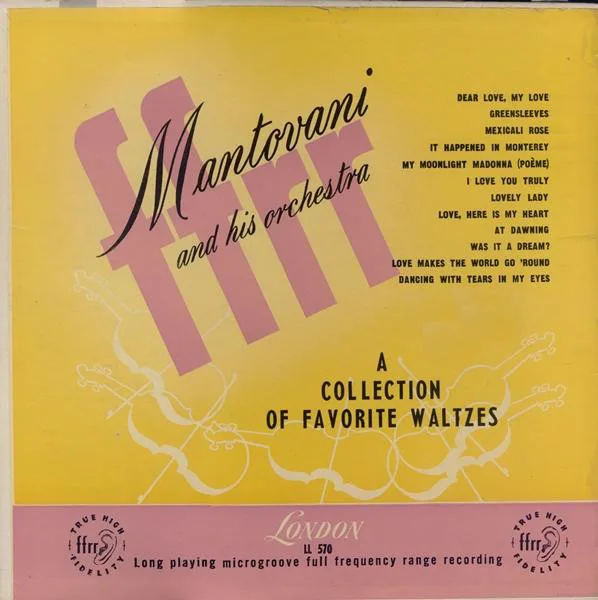 ffrr
Mantovani
and his orchestra
DEAR LOVE, MY LOVE
GREENSLEEVES
MEXICALI ROSE
IT HAPPENED IN MONTEREY
MY MOONLIGHT MADONNA (POÈME)
I LOVE YOU TRULY
LOVELY LADY
LOVE, HERE IS MY HEART
AT DAWNING
WAS IT A DREAM?
LOVE MAKES THE WORLD GO 'ROUND
DANCING WITH TEARS IN MY EYES
A
COLLECTION
OF FAVORITE WALTZES
TRUE HIGH
ffrr
FIDELITY
LONDON
LL 570
Long playing microgroove full frequency range recording
TRUE HIGH
ffrr
FIDELITY